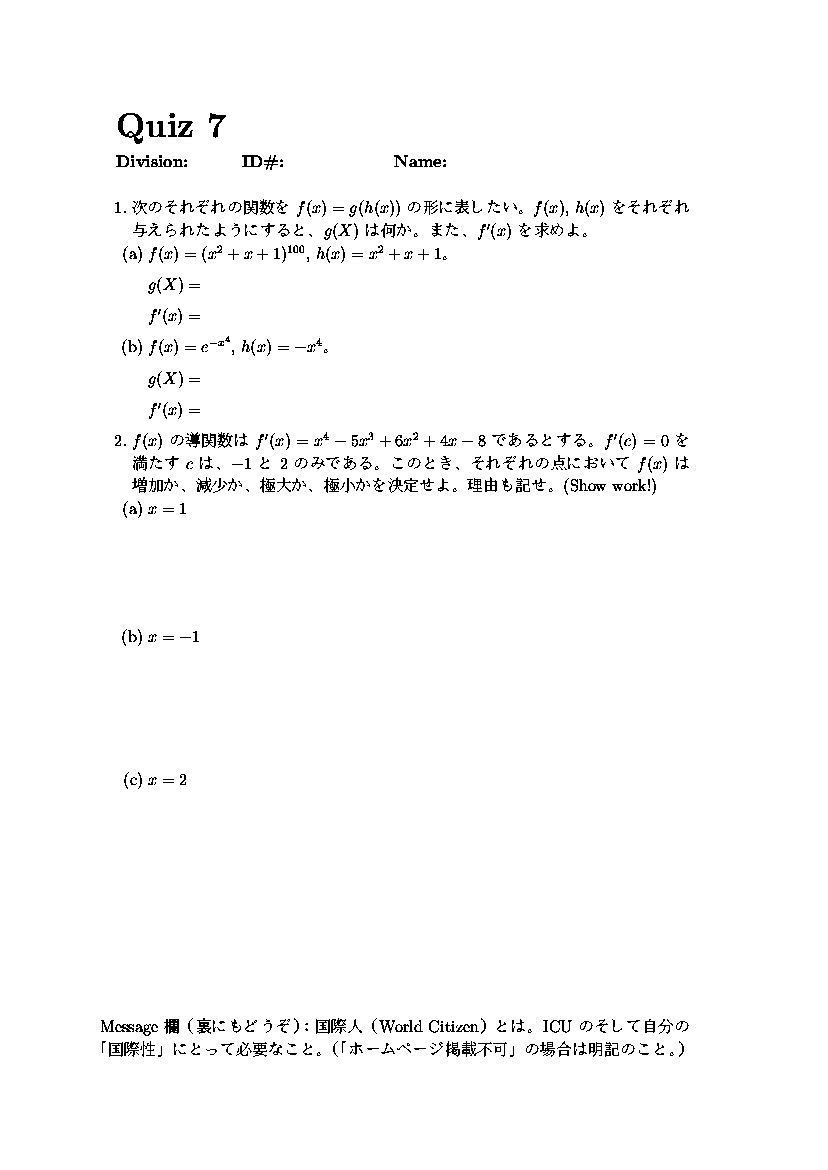 Quiz 7
Division: ID#: Name:
1. 次のそれぞれの関数を f(x) = g(h(x)) の形に表したい。f(x), h(x) をそれぞれ
与えられたようにすると、g(X) は何か。また、f′(x) を求めよ。
(a) f(x) = (x² + x + 1)¹⁰⁰, h(x) = x² + x + 1。
g(X) =
f′(x) =
(b) f(x) = e^{−x⁴}, h(x) = −x⁴。
g(X) =
f′(x) =
2. f(x) の導関数は f′(x) = x⁴ − 5x³ + 6x² + 4x − 8 であるとする。f′(c) = 0 を
満たす c は、−1 と 2 のみである。このとき、それぞれの点において f(x) は
増加か、減少か、極大か、極小かを決定せよ。理由も記せ。(Show work!)
(a) x = 1
(b) x = −1
(c) x = 2
Message 欄（裏にもどうぞ）：国際人（World Citizen）とは。ICU のそして自分の
「国際性」にとって必要なこと。（「ホームページ掲載不可」の場合は明記のこと。）